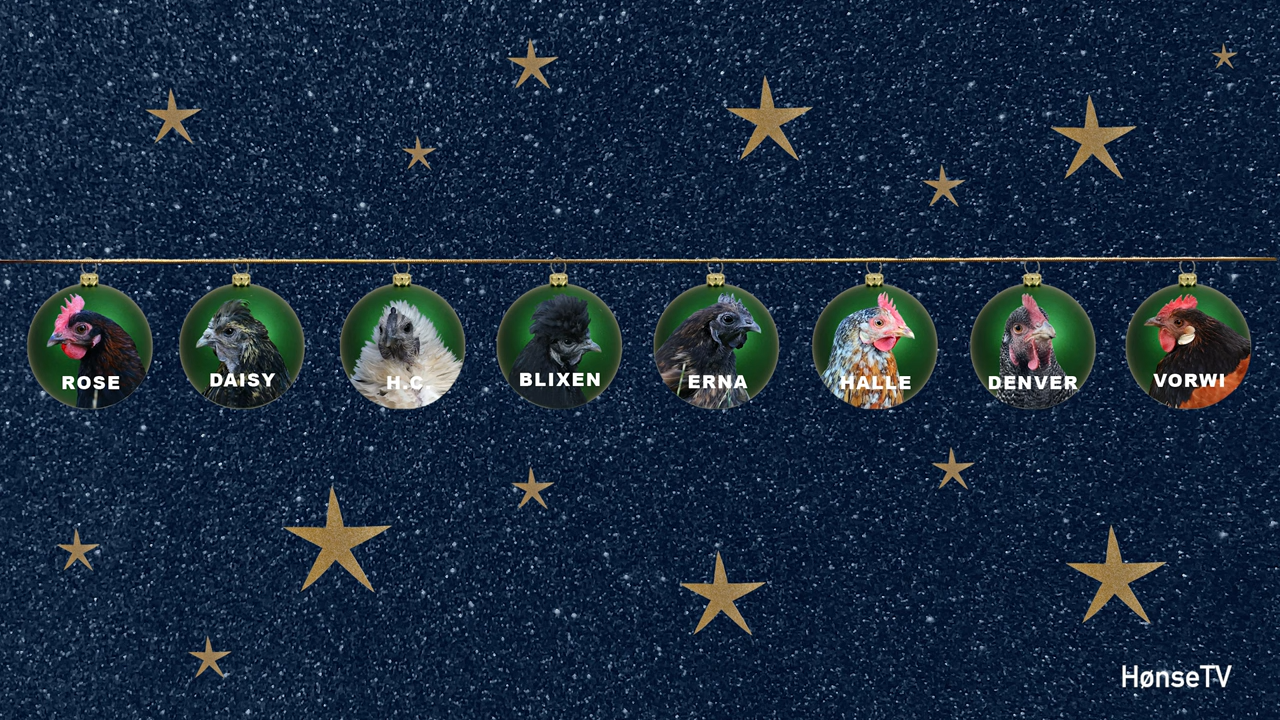 ROSE
DAISY
H.C.
BLIXEN
ERNA
HALLE
DENVER
VORWI
HønseTV